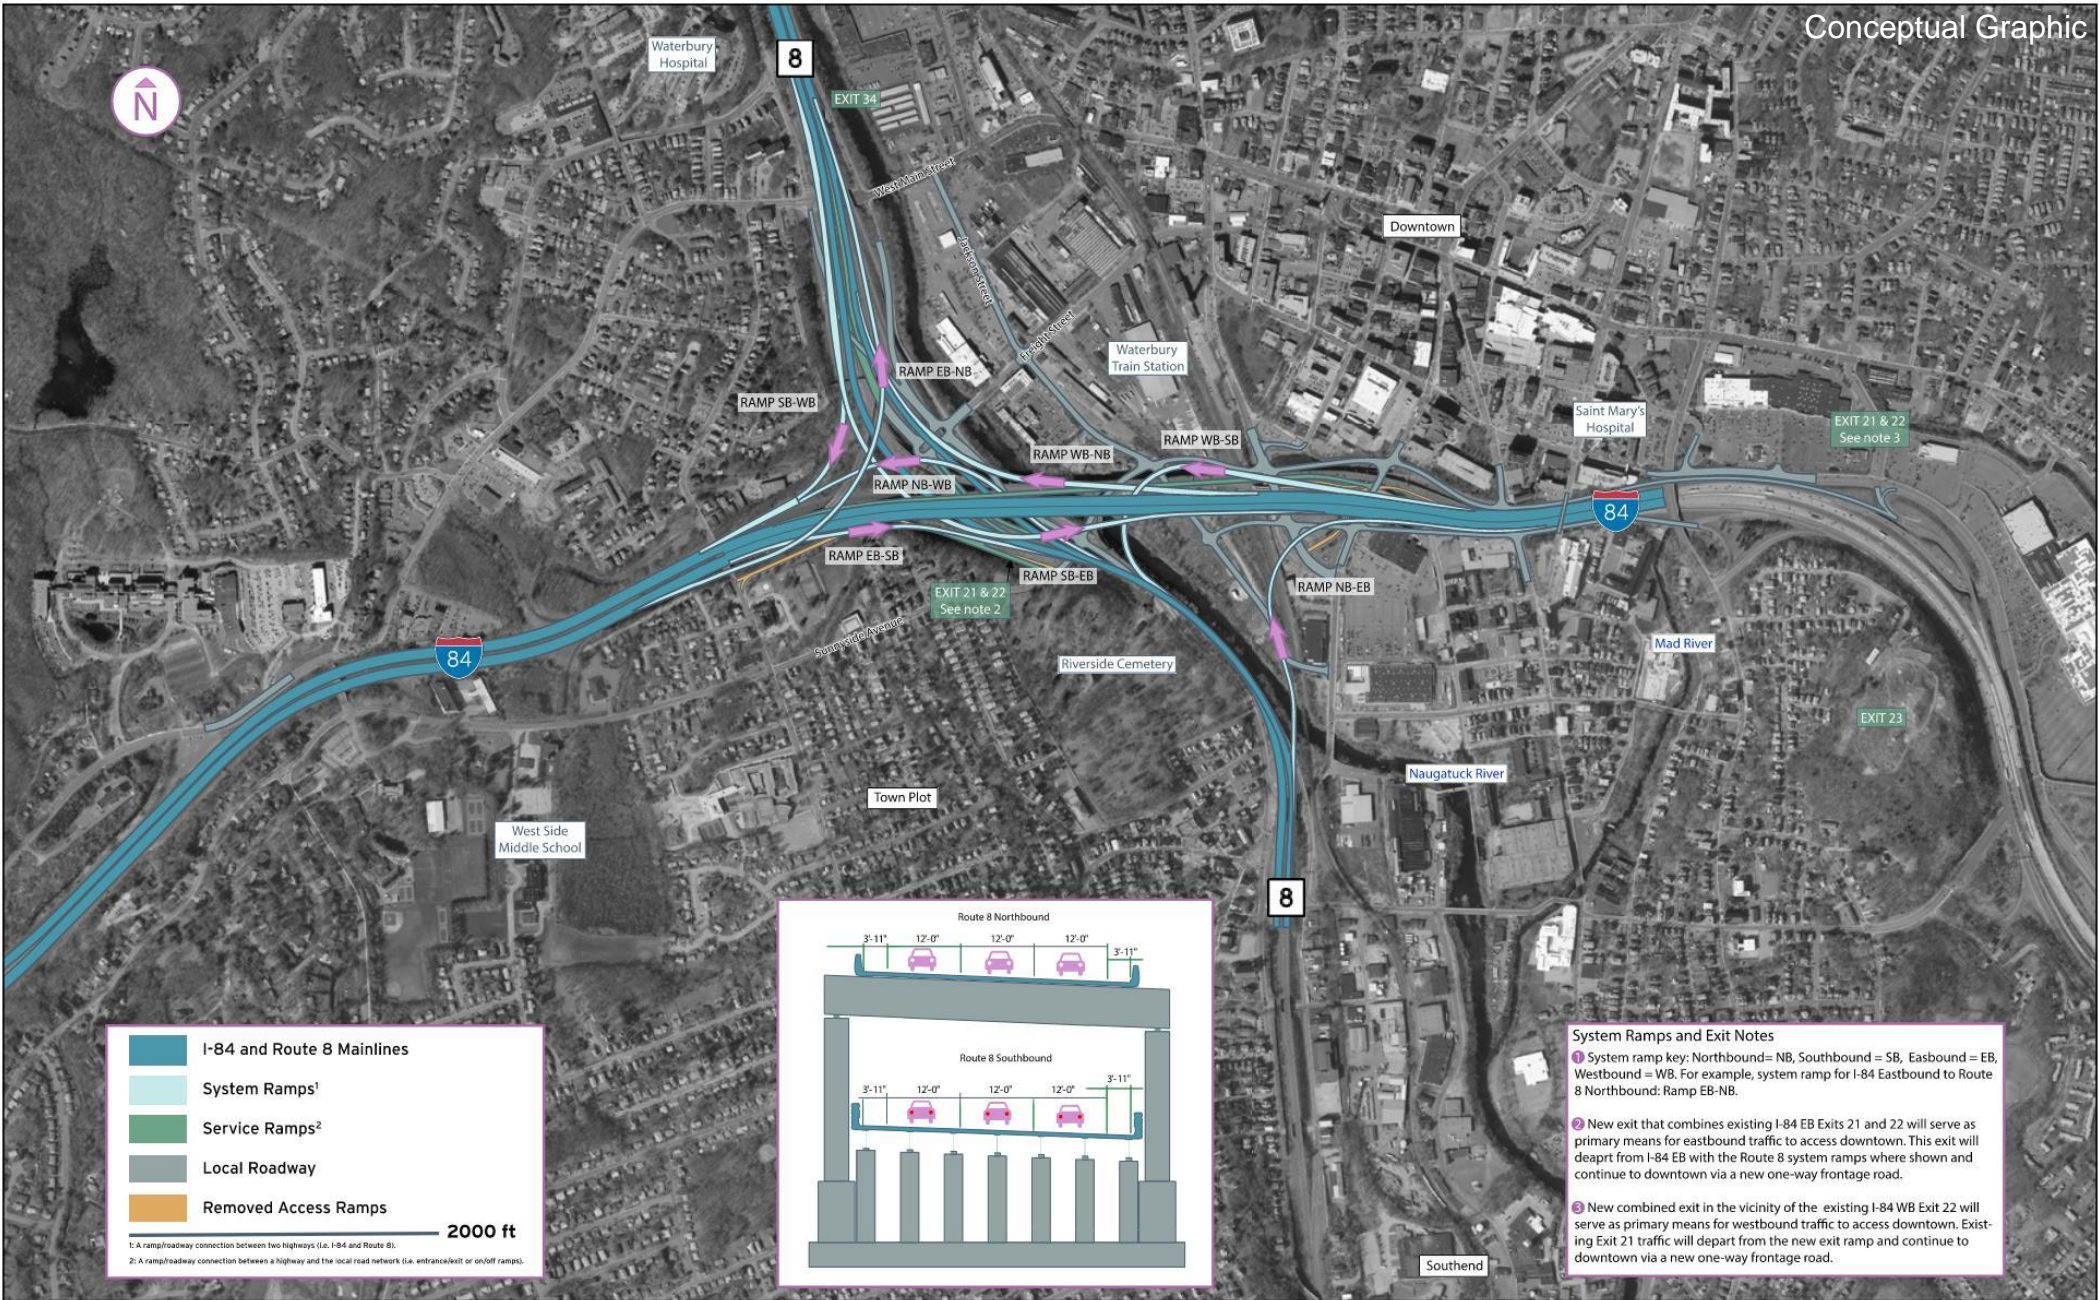 Conceptual Graphic
Waterbury
Hospital
8
N
EXIT 34
West Main Street
Downtown
Jackson Street
Freight Street
Waterbury
Train Station
RAMP EB-NB
RAMP SB-WB
Saint Mary's
Hospital
EXIT 21 & 22
See note 3
RAMP WB-SB
RAMP WB-NB
RAMP NB-WB
84
RAMP EB-SB
RAMP SB-EB
RAMP NB-EB
EXIT 21 & 22
See note 2
Sunnyside Avenue
84
Riverside Cemetery
Mad River
EXIT 23
Naugatuck River
Town Plot
West Side
Middle School
8
Route 8 Northbound
3'-11" 12'-0" 12'-0" 12'-0" 3'-11"
Route 8 Southbound
3'-11" 12'-0" 12'-0" 12'-0" 3'-11"
I-84 and Route 8 Mainlines
System Ramps¹
Service Ramps²
Local Roadway
Removed Access Ramps
2000 ft
1: A ramp/roadway connection between two highways (i.e. I-84 and Route 8).
2: A ramp/roadway connection between a highway and the local road network (i.e. entrance/exit or on/off ramps).
System Ramps and Exit Notes
1 System ramp key: Northbound= NB, Southbound = SB, Easbound = EB,
Westbound = WB. For example, system ramp for I-84 Eastbound to Route
8 Northbound: Ramp EB-NB.
2 New exit that combines existing I-84 EB Exits 21 and 22 will serve as
primary means for eastbound traffic to access downtown. This exit will
deaprt from I-84 EB with the Route 8 system ramps where shown and
continue to downtown via a new one-way frontage road.
3 New combined exit in the vicinity of the existing I-84 WB Exit 22 will
serve as primary means for westbound traffic to access downtown. Exist-
ing Exit 21 traffic will depart from the new exit ramp and continue to
downtown via a new one-way frontage road.
Southend